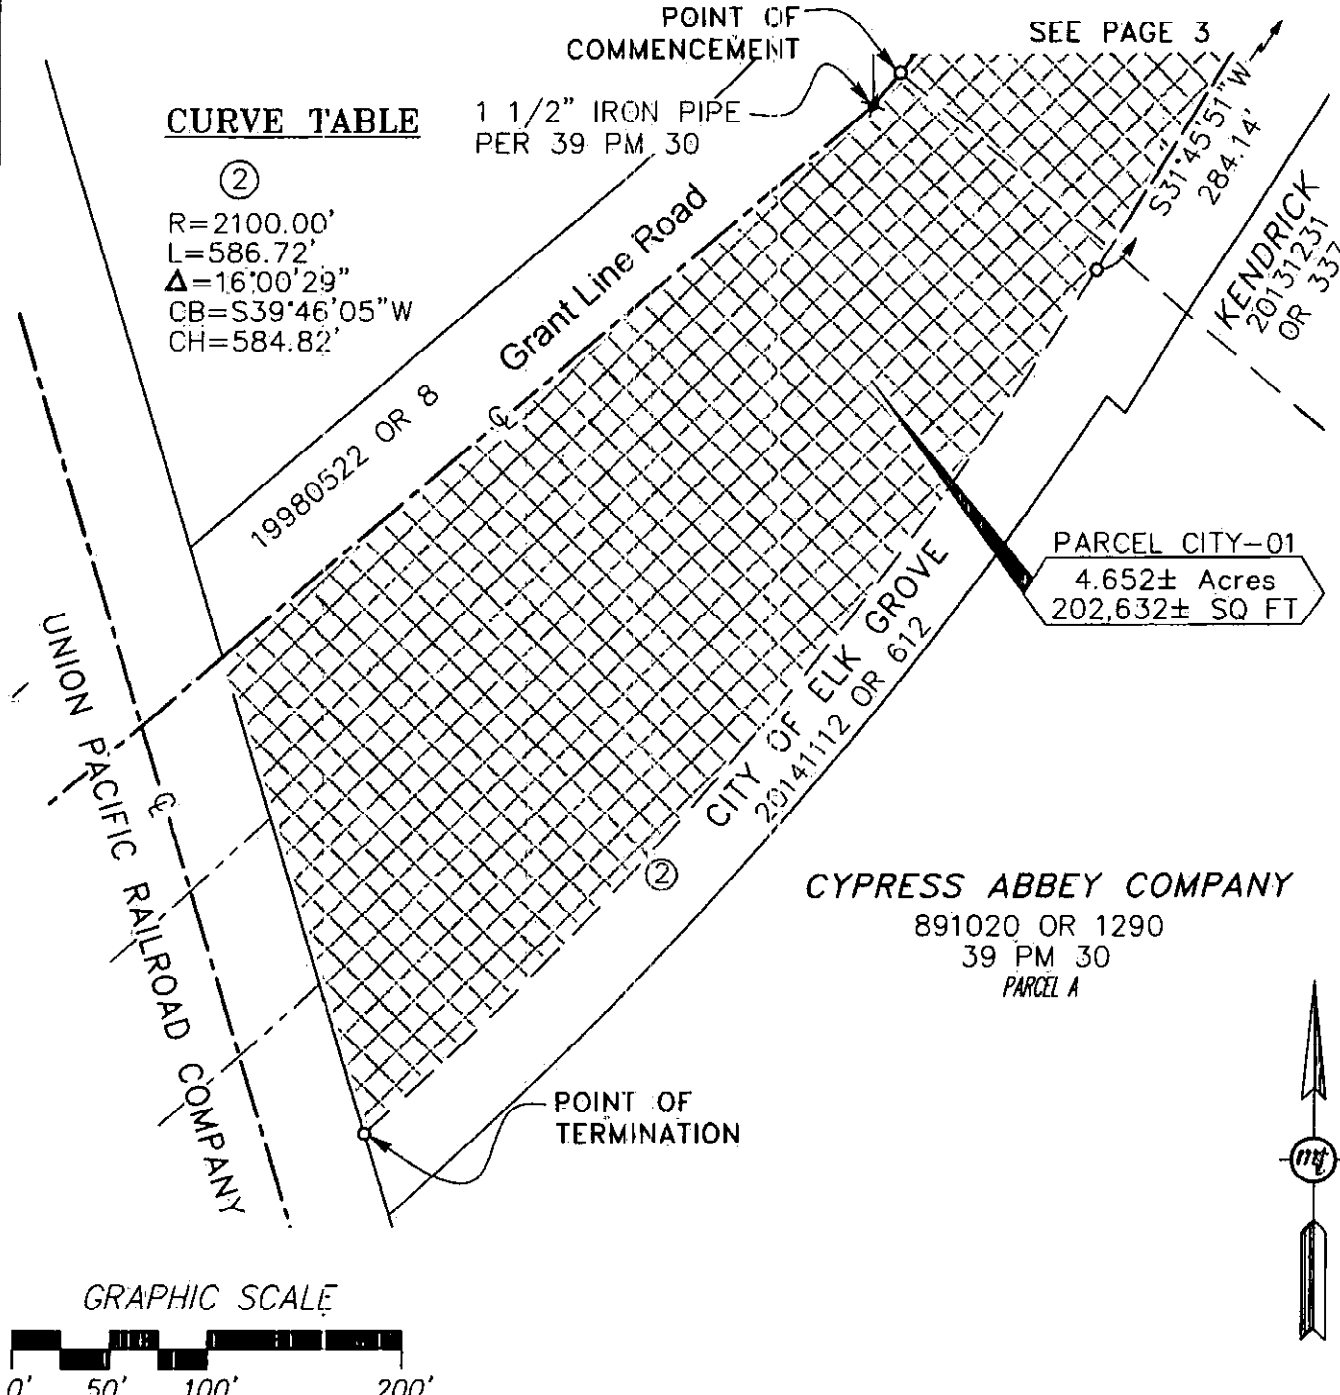 POINT OF
COMMENCEMENT
SEE PAGE 3
1 1/2" IRON PIPE
PER 39 PM 30
CURVE TABLE
2
R=2100.00'
L=586.72'
Δ=16°00'29"
CB=S39°46'05"W
CH=584.82'
S31°45'51"W
284.14'
KENDRICK
20131231
OR 337
Grant Line Road
℄
19980522 OR 8
PARCEL CITY-01
4.652± Acres
202,632± SQ FT
UNION PACIFIC RAILROAD COMPANY
℄
CITY OF ELK GROVE
20141112 OR 612
2
CYPRESS ABBEY COMPANY
891020 OR 1290
39 PM 30
PARCEL A
POINT OF
TERMINATION
GRAPHIC SCALE
0' 50' 100' 200'